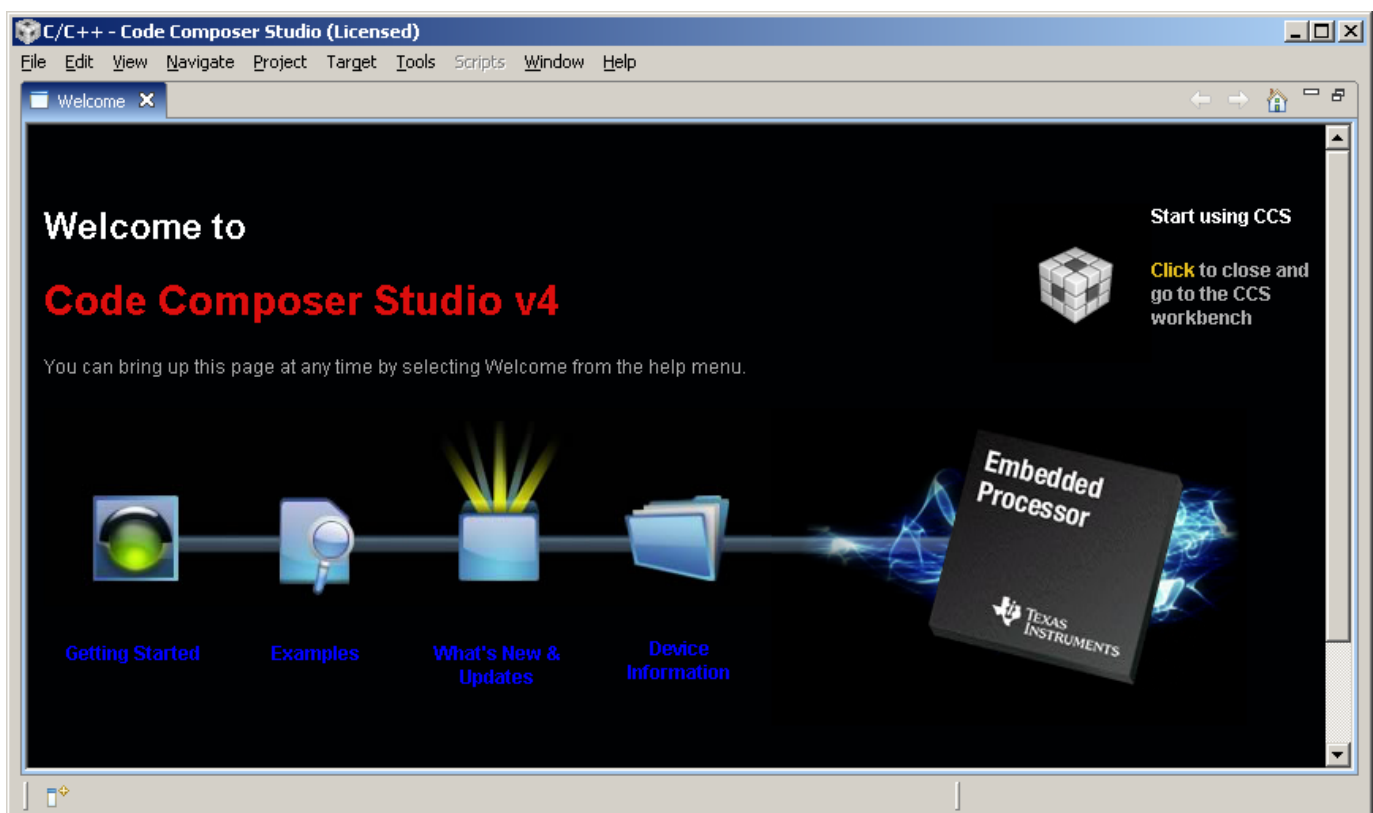 C/C++ - Code Composer Studio (Licensed)
File Edit View Navigate Project Target Tools Scripts Window Help
Welcome
Welcome to
Code Composer Studio v4
You can bring up this page at any time by selecting Welcome from the help menu.
Start using CCS
Click to close and
go to the CCS
workbench
Embedded
Processor
TEXAS
INSTRUMENTS
Getting Started
Examples
What's New &
Updates
Device
Information